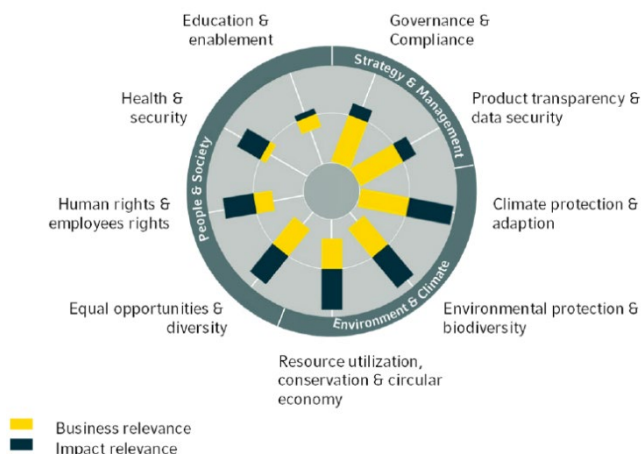 Education &
enablement
Governance &
Compliance
Health &
security
Strategy & Management
Product transparency &
data security
People & Society
Human rights &
employees rights
Climate protection &
adaption
Equal opportunities &
diversity
Environment & Climate
Environmental protection &
biodiversity
Resource utilization,
conservation & circular
economy
Business relevance
Impact relevance